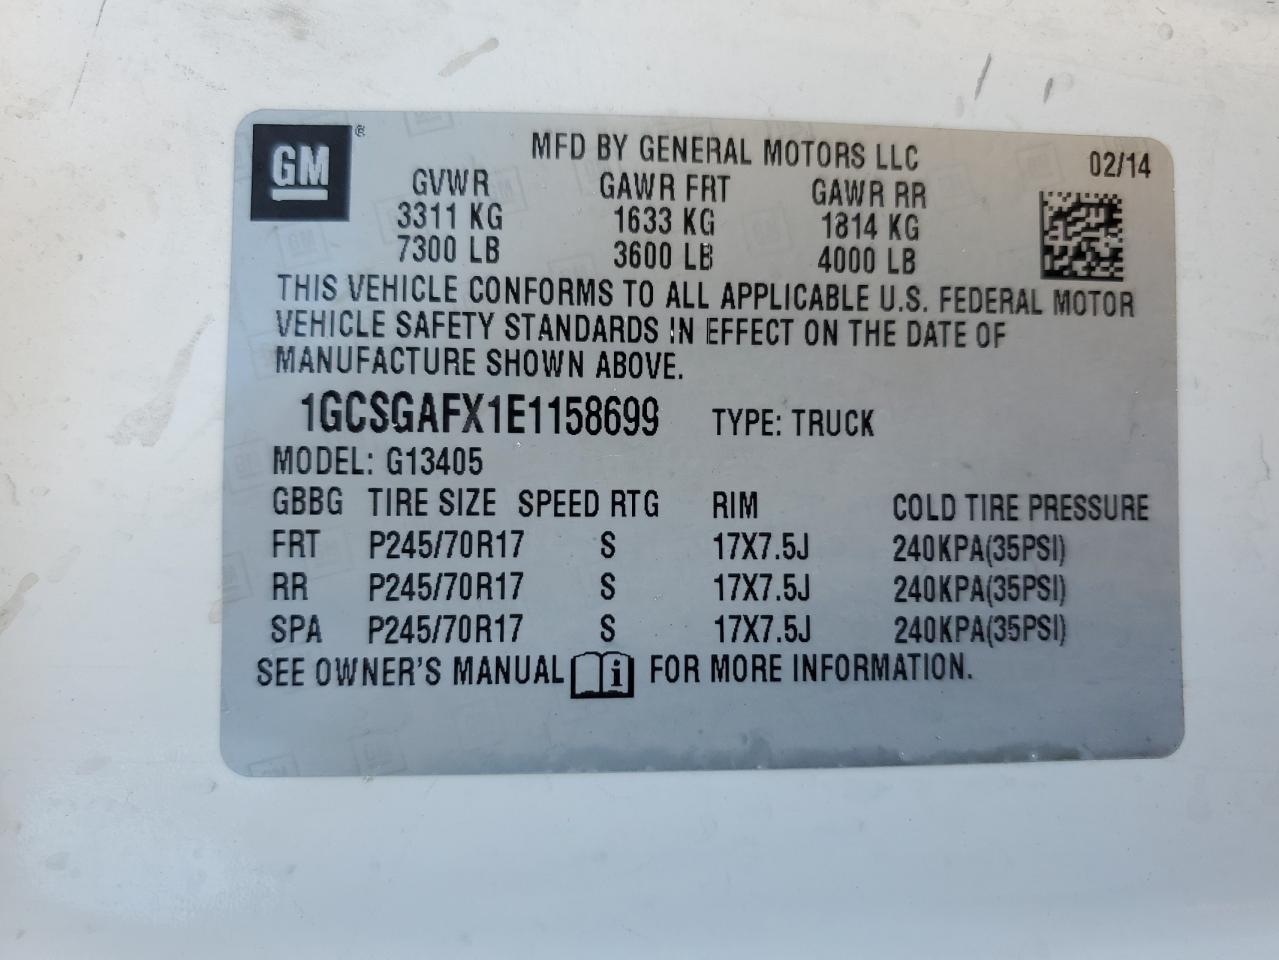 GM ®
MFD BY GENERAL MOTORS LLC 02/14
GVWR GAWR FRT GAWR RR
3311 KG 1633 KG 1814 KG
7300 LB 3600 LB 4000 LB
THIS VEHICLE CONFORMS TO ALL APPLICABLE U.S. FEDERAL MOTOR
VEHICLE SAFETY STANDARDS IN EFFECT ON THE DATE OF
MANUFACTURE SHOWN ABOVE.
1GCSGAFX1E1158699 TYPE: TRUCK
MODEL: G13405
GBBG TIRE SIZE SPEED RTG RIM COLD TIRE PRESSURE
FRT P245/70R17 S 17X7.5J 240KPA(35PSI)
RR P245/70R17 S 17X7.5J 240KPA(35PSI)
SPA P245/70R17 S 17X7.5J 240KPA(35PSI)
SEE OWNER'S MANUAL i FOR MORE INFORMATION.